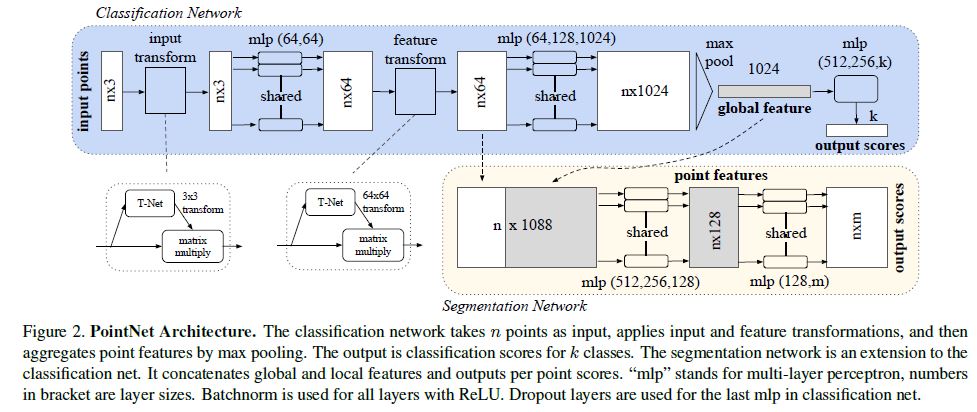 Classification Network
input points
nx3
input
transform
nx3
mlp (64,64)
shared
nx64
feature
transform
nx64
mlp (64,128,1024)
shared
nx1024
max
pool
1024
global feature
mlp
(512,256,k)
k
output scores
T-Net
3x3
transform
matrix
multiply
T-Net
64x64
transform
matrix
multiply
point features
n x 1088
shared
nx128
shared
nxm
output scores
mlp (512,256,128)
mlp (128,m)
Segmentation Network
Figure 2. PointNet Architecture. The classification network takes n points as input, applies input and feature transformations, and then
aggregates point features by max pooling. The output is classification scores for k classes. The segmentation network is an extension to the
classification net. It concatenates global and local features and outputs per point scores. “mlp” stands for multi-layer perceptron, numbers
in bracket are layer sizes. Batchnorm is used for all layers with ReLU. Dropout layers are used for the last mlp in classification net.